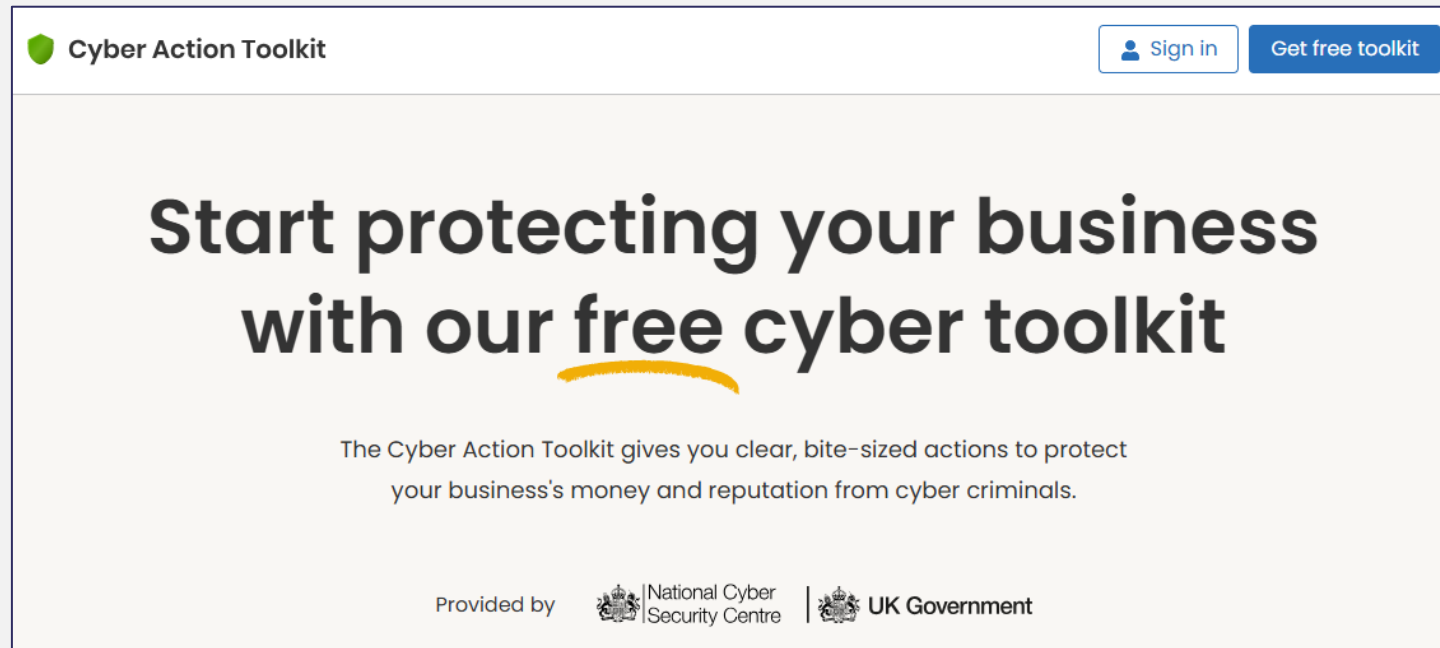 Cyber Action Toolkit
Sign in
Get free toolkit
Start protecting your business
with our free cyber toolkit
The Cyber Action Toolkit gives you clear, bite-sized actions to protect
your business's money and reputation from cyber criminals.
Provided by
National Cyber
Security Centre
UK Government